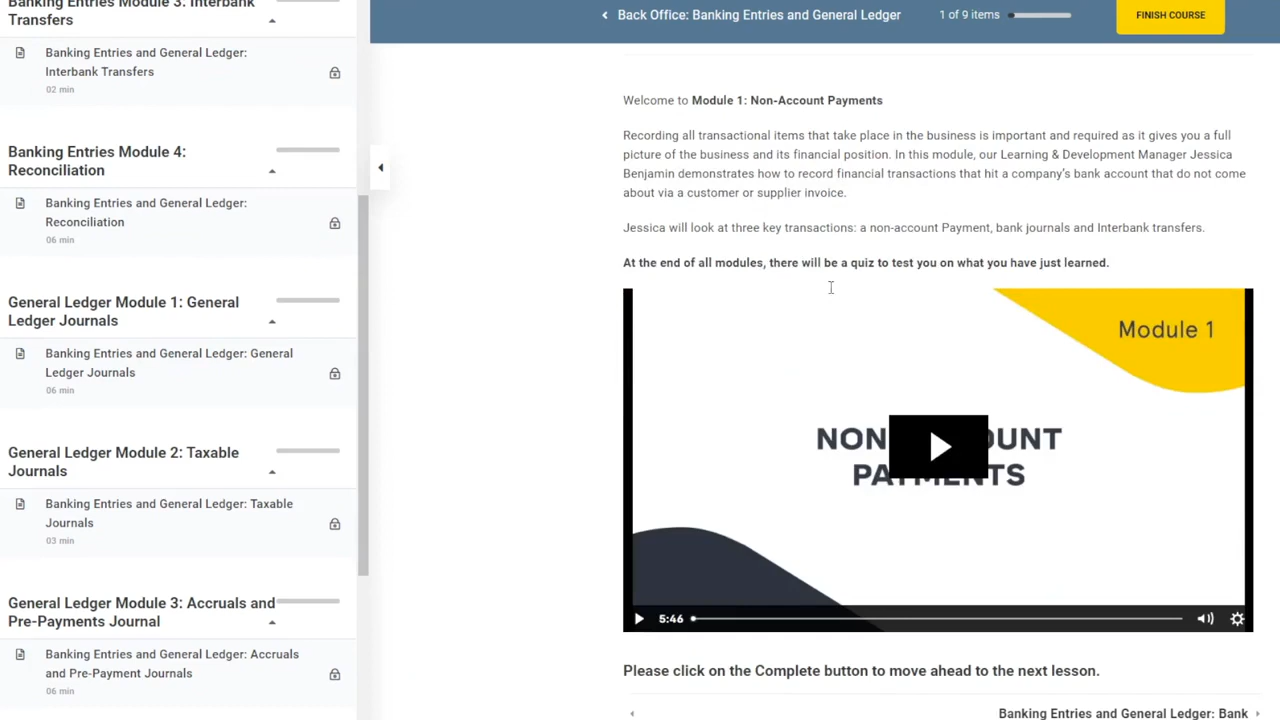 Banking Entries Module 3: Interbank
Transfers
Banking Entries and General Ledger:
Interbank Transfers
02 min
Banking Entries Module 4:
Reconciliation
Banking Entries and General Ledger:
Reconciliation
06 min
General Ledger Module 1: General
Ledger Journals
Banking Entries and General Ledger: General
Ledger Journals
06 min
General Ledger Module 2: Taxable
Journals
Banking Entries and General Ledger: Taxable
Journals
03 min
General Ledger Module 3: Accruals and
Pre-Payments Journal
Banking Entries and General Ledger: Accruals
and Pre-Payment Journals
06 min
Back Office: Banking Entries and General Ledger
1 of 9 items
FINISH COURSE
Welcome to Module 1: Non-Account Payments
Recording all transactional items that take place in the business is important and required as it gives you a full
picture of the business and its financial position. In this module, our Learning & Development Manager Jessica
Benjamin demonstrates how to record financial transactions that hit a company's bank account that do not come
about via a customer or supplier invoice.
Jessica will look at three key transactions: a non-account Payment, bank journals and Interbank transfers.
At the end of all modules, there will be a quiz to test you on what you have just learned.
Module 1
5:46
Please click on the Complete button to move ahead to the next lesson.
Banking Entries and General Ledger: Bank